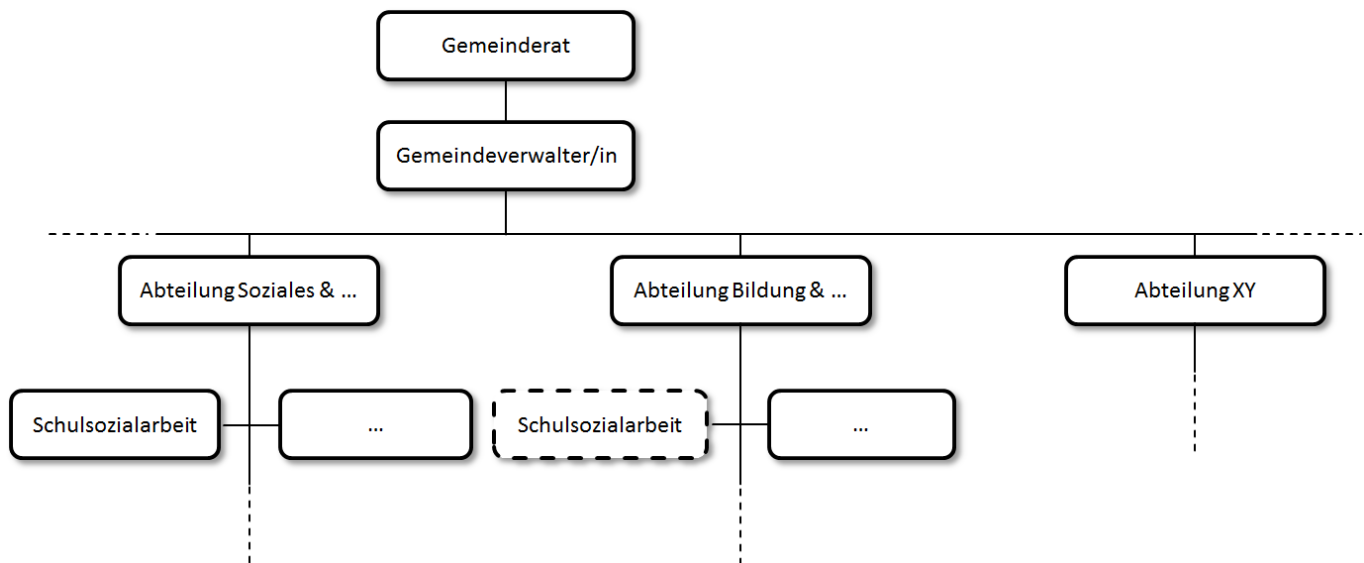 Gemeinderat
Gemeindeverwalter/in
Abteilung Soziales & ...
Abteilung Bildung & ...
Abteilung XY
Schulsozialarbeit
...
Schulsozialarbeit
...